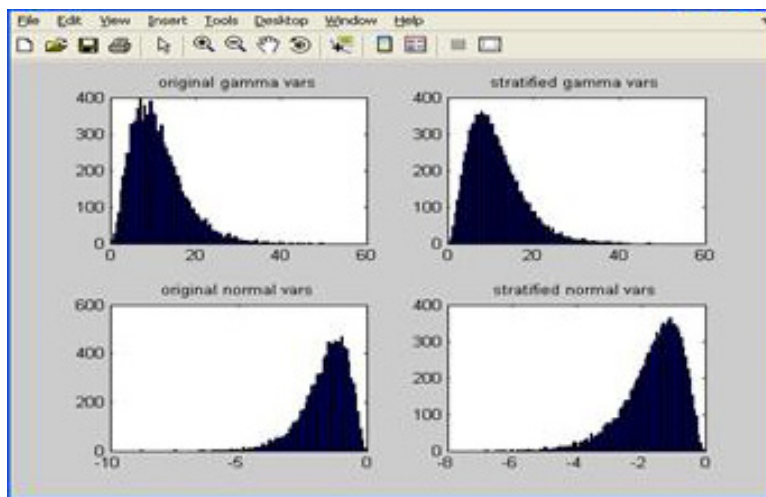 File Edit View Insert Tools Desktop Window Help
original gamma vars
400
300
200
100
0
0 20 40 60
stratified gamma vars
400
300
200
100
0
0 20 40 60
original normal vars
600
400
200
0
-10 -5 0
stratified normal vars
400
300
200
100
0
-8 -6 -4 -2 0